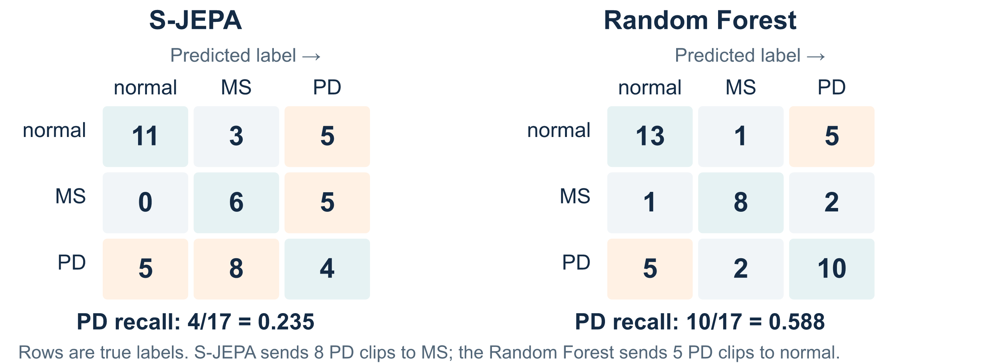 S-JEPA
Predicted label →
normal MS PD
normal 11 3 5
MS 0 6 5
PD 5 8 4
PD recall: 4/17 = 0.235
Random Forest
Predicted label →
normal MS PD
normal 13 1 5
MS 1 8 2
PD 5 2 10
PD recall: 10/17 = 0.588
Rows are true labels. S-JEPA sends 8 PD clips to MS; the Random Forest sends 5 PD clips to normal.